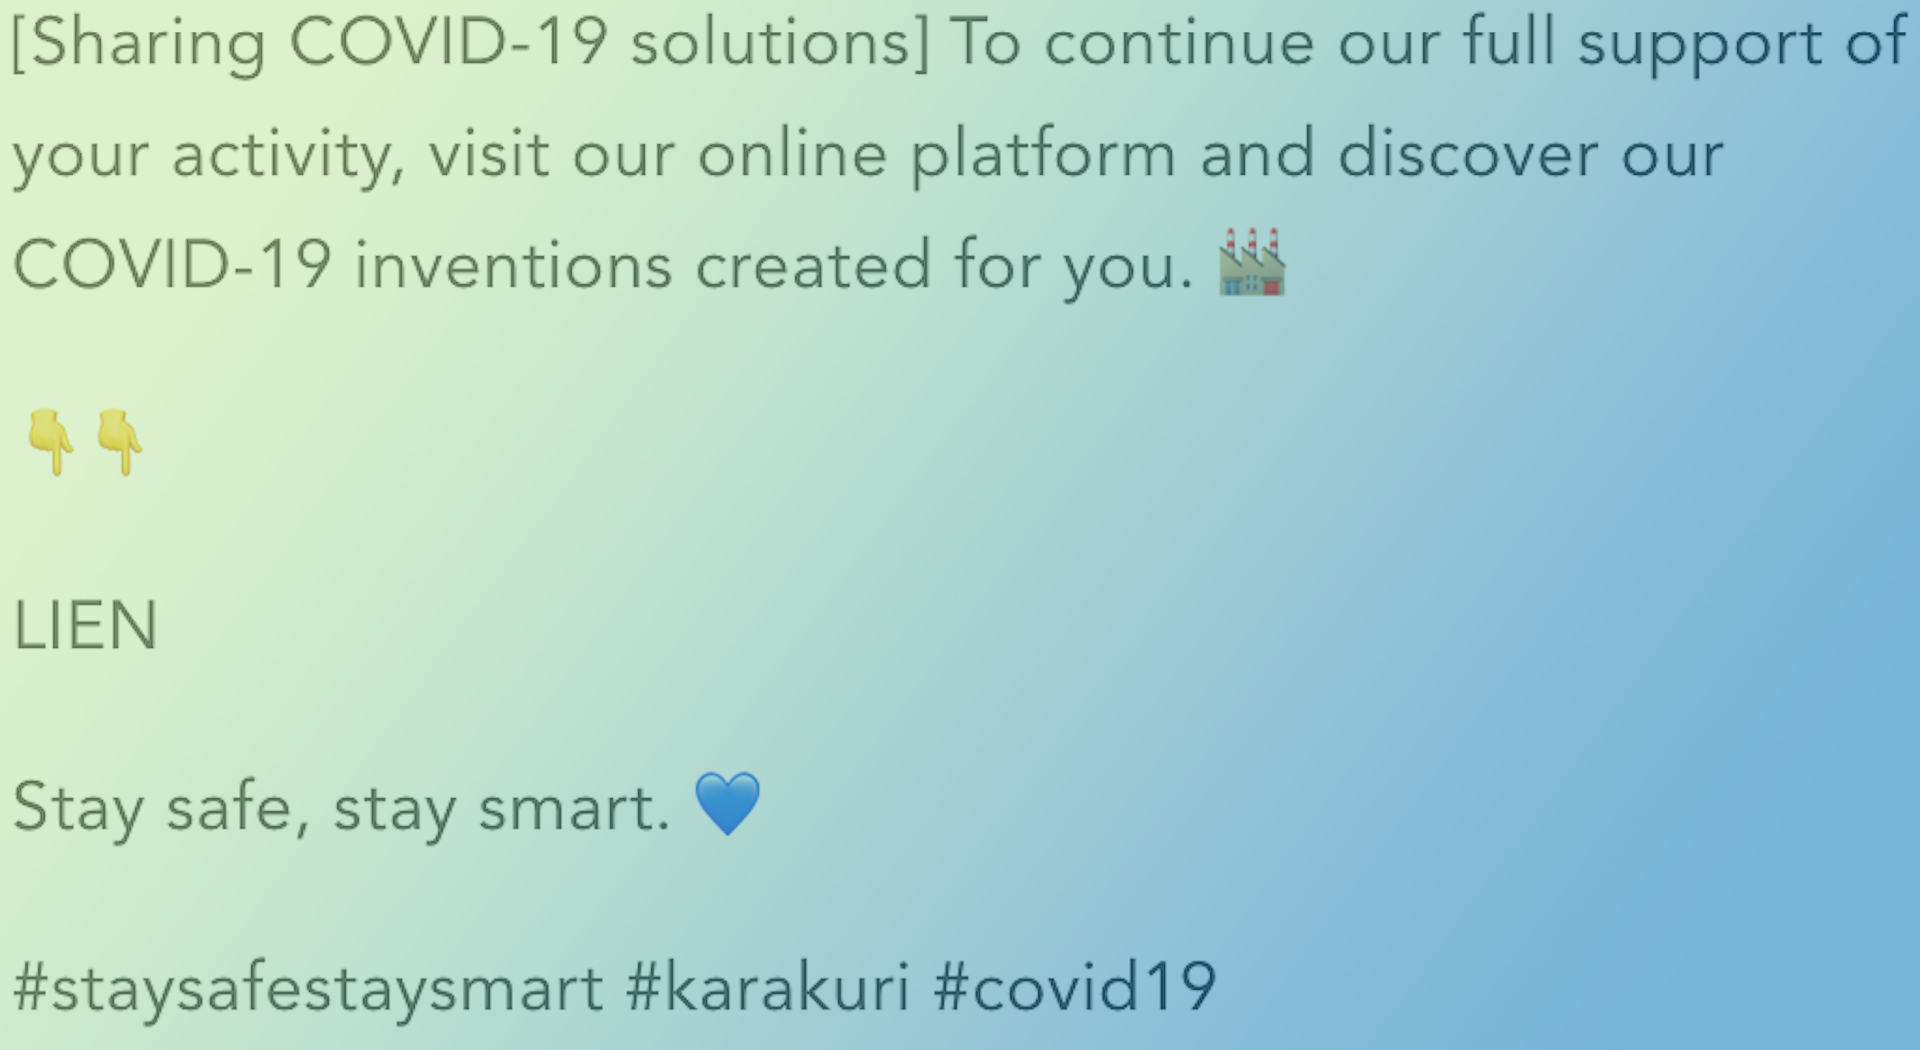 [Sharing COVID-19 solutions] To continue our full support of
your activity, visit our online platform and discover our
COVID-19 inventions created for you. 🏭
👇👇
LIEN
Stay safe, stay smart. 💙
#staysafestaysmart #karakuri #covid19